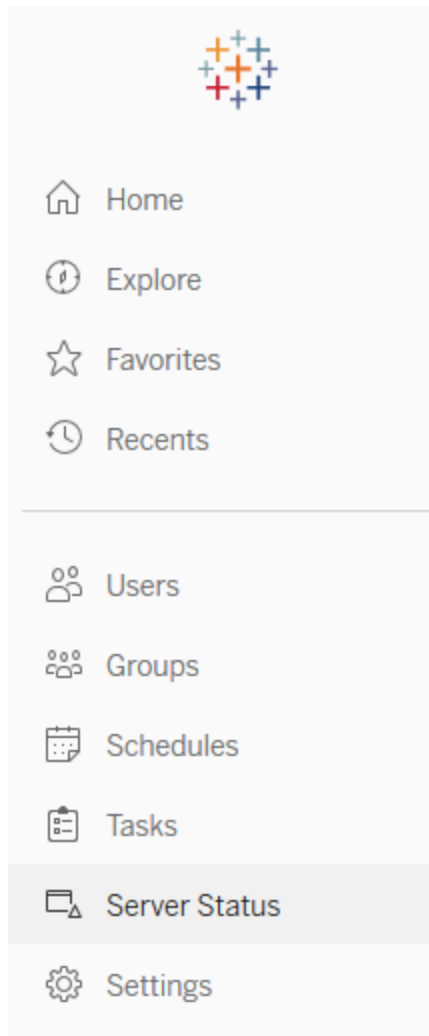 Home
Explore
Favorites
Recents
Users
Groups
Schedules
Tasks
Server Status
Settings